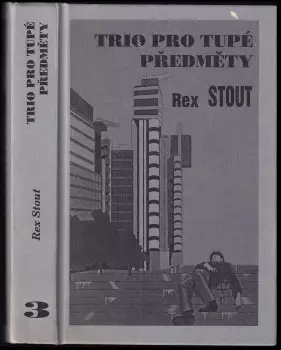 TRIO PRO TUPÉ
PŘEDMĚTY
Rex Stout
3
TRIO PRO TUPÉ
PŘEDMĚTY
Rex STOUT